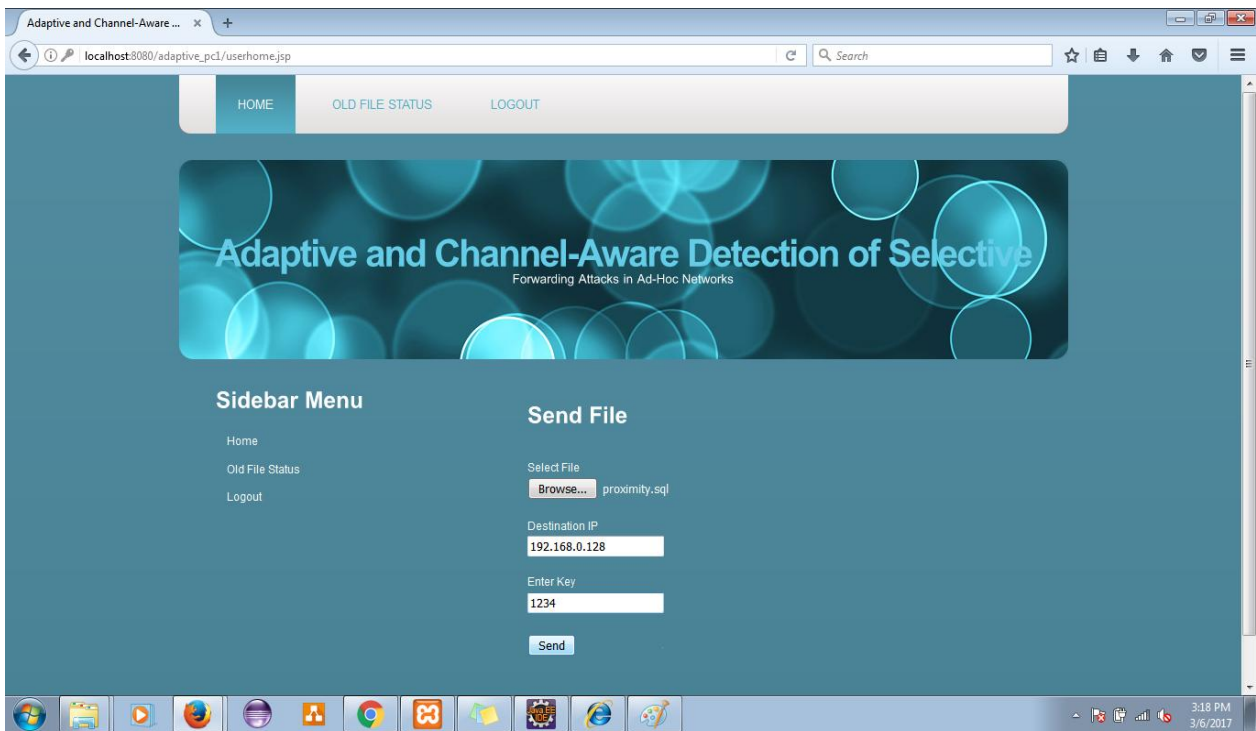 Adaptive and Channel-Aware ...
localhost:8080/adaptive_pc1/userhome.jsp
Search
HOME
OLD FILE STATUS
LOGOUT
Adaptive and Channel-Aware Detection of Selective
Forwarding Attacks in Ad-Hoc Networks
Sidebar Menu
Home
Old File Status
Logout
Send File
Select File
Browse... proximity.sql
Destination IP
192.168.0.128
Enter Key
1234
Send
Java EE
IDE
3:18 PM
3/6/2017